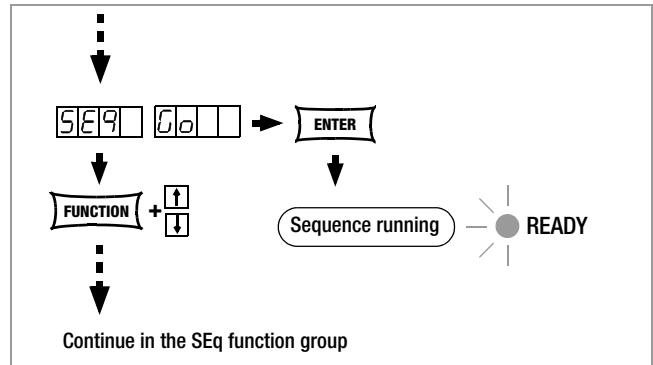 SEq Go ENTER
FUNCTION + ↑
↓
Sequence running READY
Continue in the SEq function group